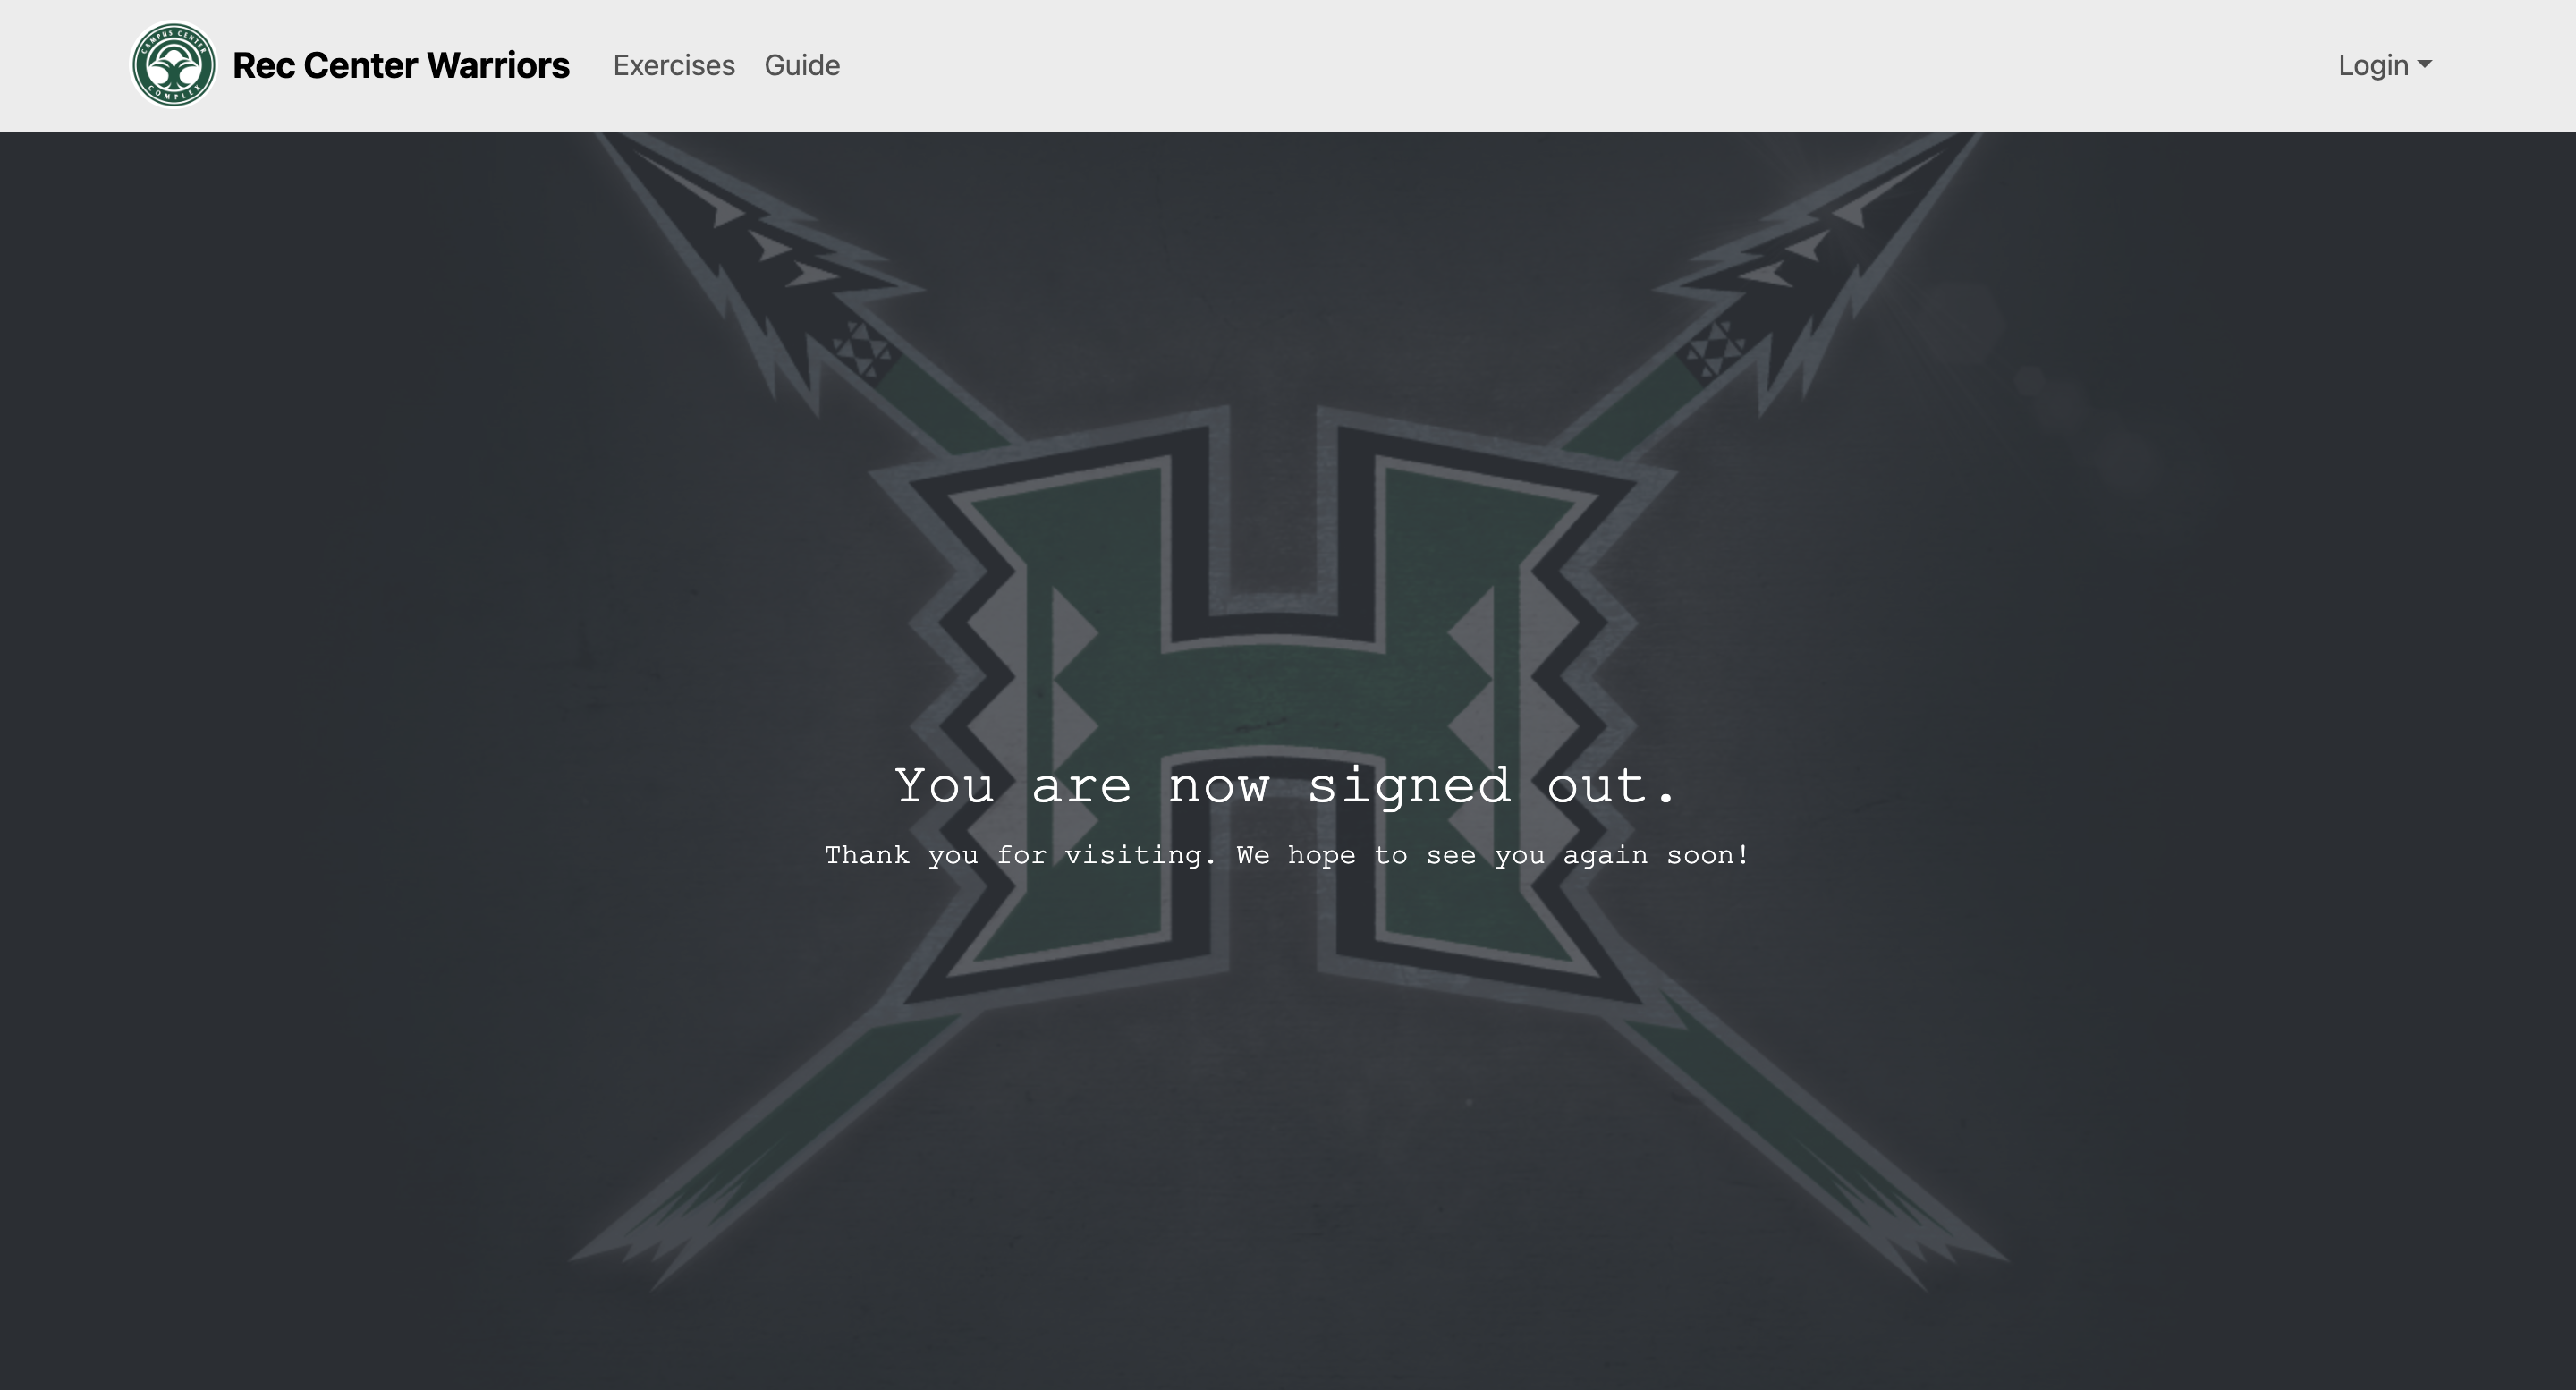 CAMPUS CENTER
COMPLEX
Rec Center Warriors
Exercises
Guide
Login
H
You are now signed out.
Thank you for visiting. We hope to see you again soon!